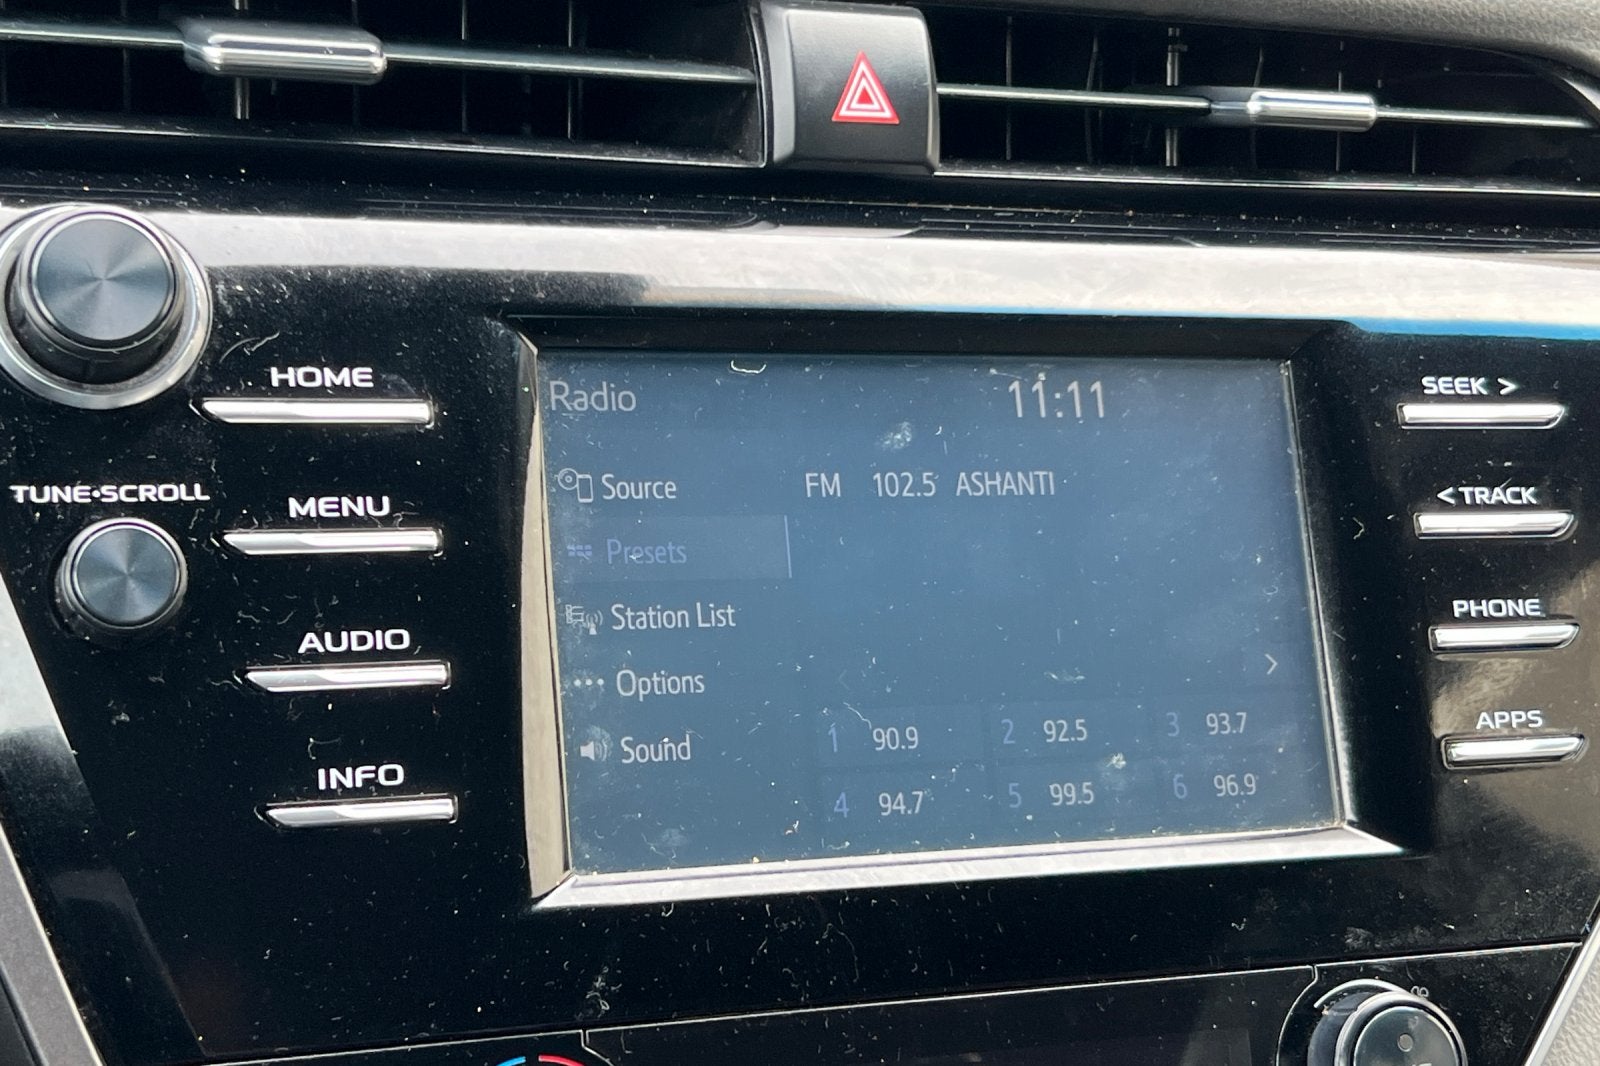 HOME
TUNE•SCROLL
MENU
AUDIO
INFO
Radio 11:11
Source FM 102.5 ASHANTI
Presets
Station List
Options
Sound
1 90.9 2 92.5 3 93.7
4 94.7 5 99.5 6 96.9
SEEK >
< TRACK
PHONE
APPS